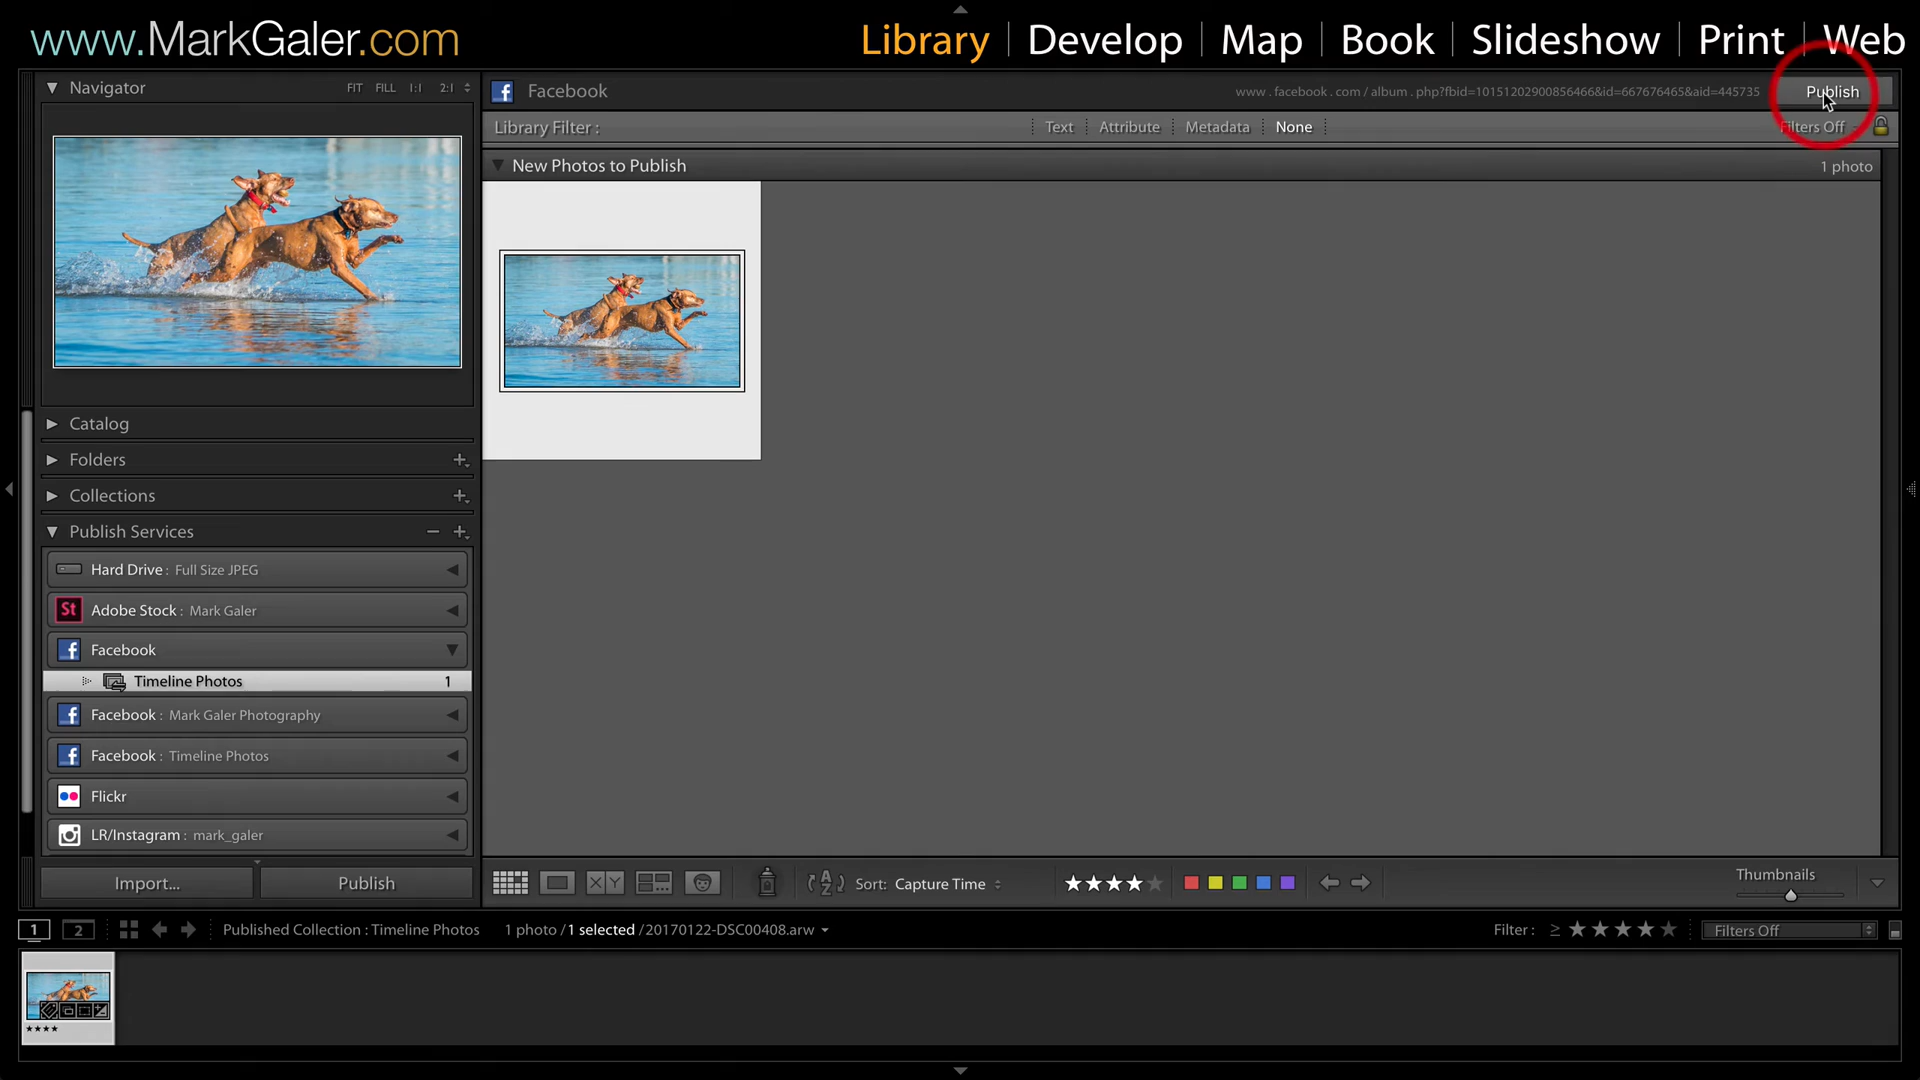 www.MarkGaler.com
Library Develop Map Book Slideshow Print Web
Navigator FIT FILL 1:1 2:1
Facebook www . facebook . com / album . php?fbid=10151202900856466&id=667676465&aid=445735 Publish
Library Filter : Text Attribute Metadata None Filters Off
New Photos to Publish 1 photo
Catalog
Folders
Collections
Publish Services
Hard Drive : Full Size JPEG
St Adobe Stock : Mark Galer
Facebook
Timeline Photos 1
Facebook : Mark Galer Photography
Facebook : Timeline Photos
Flickr
LR/Instagram : mark_galer
Import... Publish
XY AZ Sort: Capture Time Thumbnails
1 2 Published Collection : Timeline Photos 1 photo / 1 selected / 20170122-DSC00408.arw Filter : ≥ Filters Off